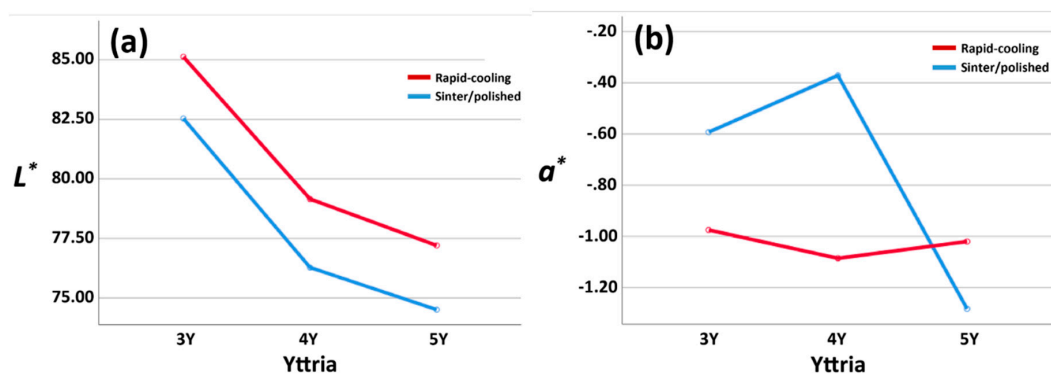 (a)
85.00
82.50
80.00
77.50
75.00
L*
Rapid-cooling
Sinter/polished
3Y 4Y 5Y
Yttria
(b)
-.20
-.40
-.60
-.80
-1.00
-1.20
a*
Rapid-cooling
Sinter/polished
3Y 4Y 5Y
Yttria